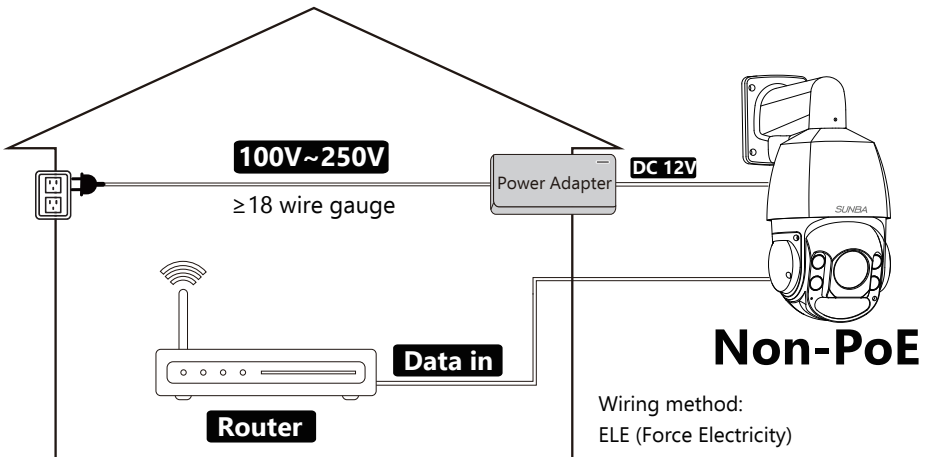 100V~250V
≥18 wire gauge
Power Adapter
DC 12V
SUNBA
Non-PoE
Data in
Router
Wiring method:
ELE (Force Electricity)